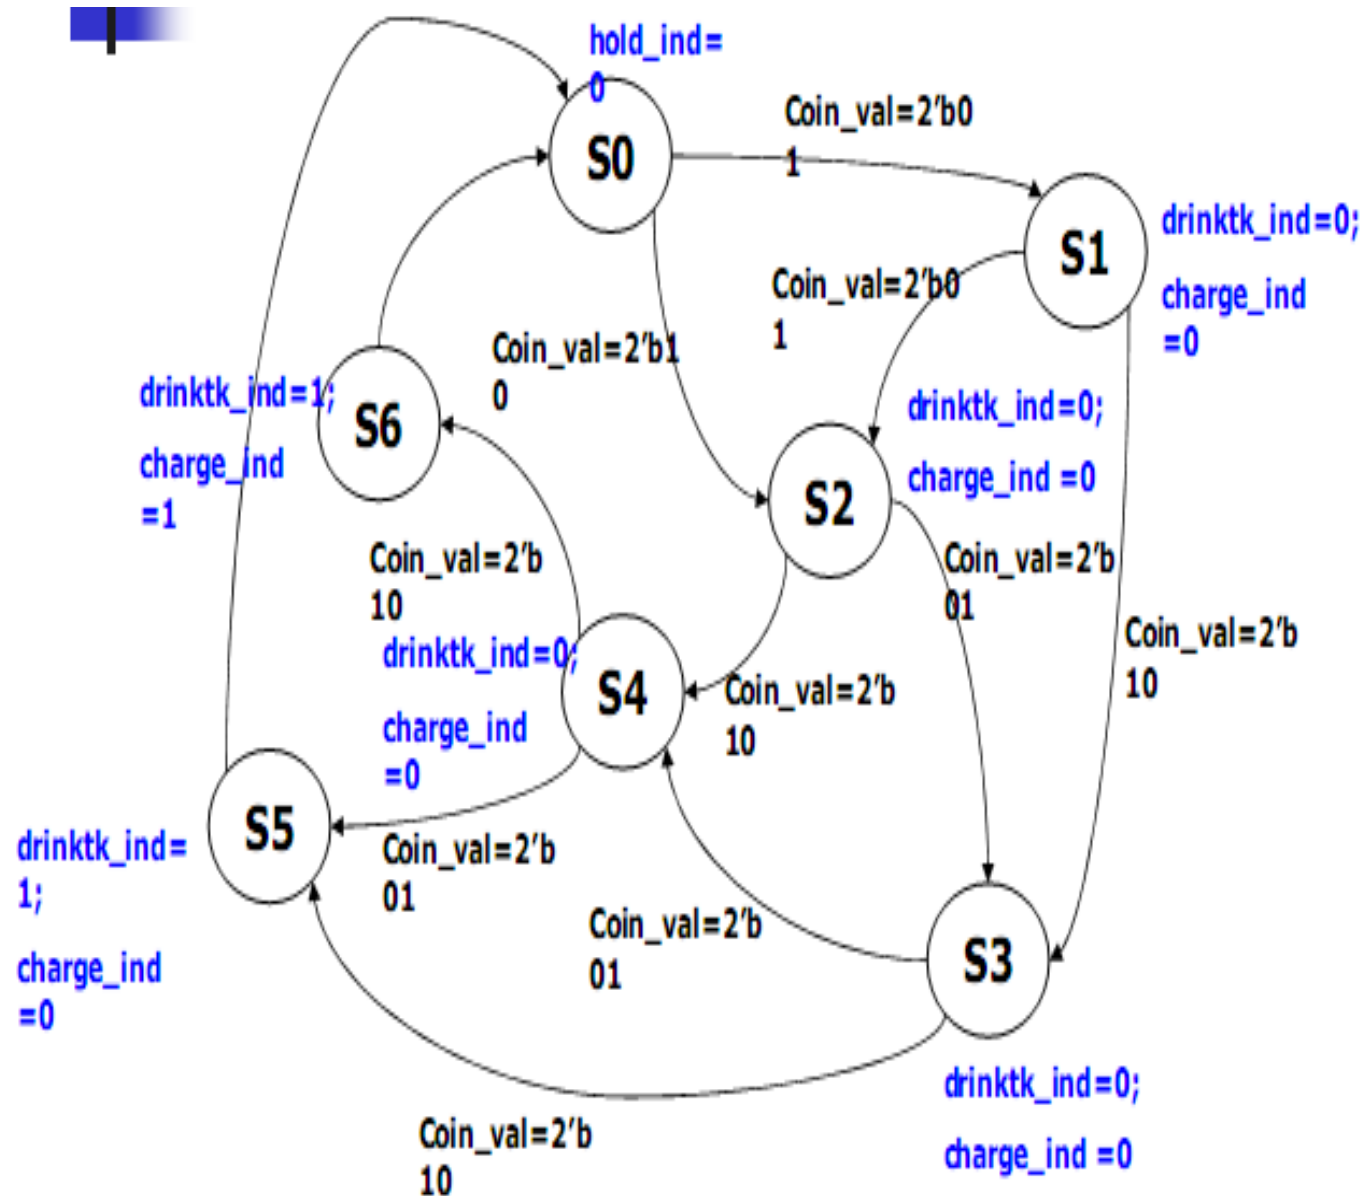 hold_ind=
0
Coin_val=2'b0
1
S0
S1
drinktk_ind=0;
charge_ind
=0
Coin_val=2'b0
1
Coin_val=2'b1
0
drinktk_ind=1;
charge_ind
=1
S6
drinktk_ind=0;
charge_ind =0
S2
Coin_val=2'b
10
Coin_val=2'b
01
Coin_val=2'b
10
drinktk_ind=0;
charge_ind
=0
S4
Coin_val=2'b
10
S5
drinktk_ind=
1;
charge_ind
=0
Coin_val=2'b
01
Coin_val=2'b
01
S3
drinktk_ind=0;
charge_ind =0
Coin_val=2'b
10